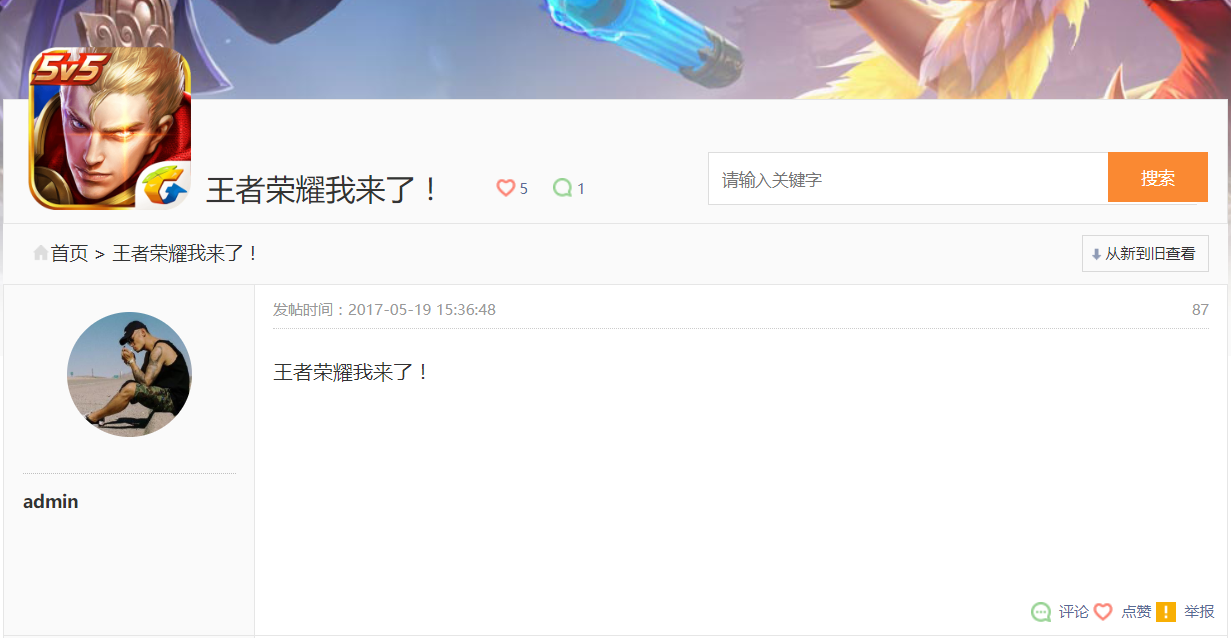 5v5
王者荣耀我来了！ 5 1
请输入关键字 搜索
首页 > 王者荣耀我来了！
从新到旧查看
发帖时间：2017-05-19 15:36:48 87
王者荣耀我来了！
admin
评论 点赞 举报